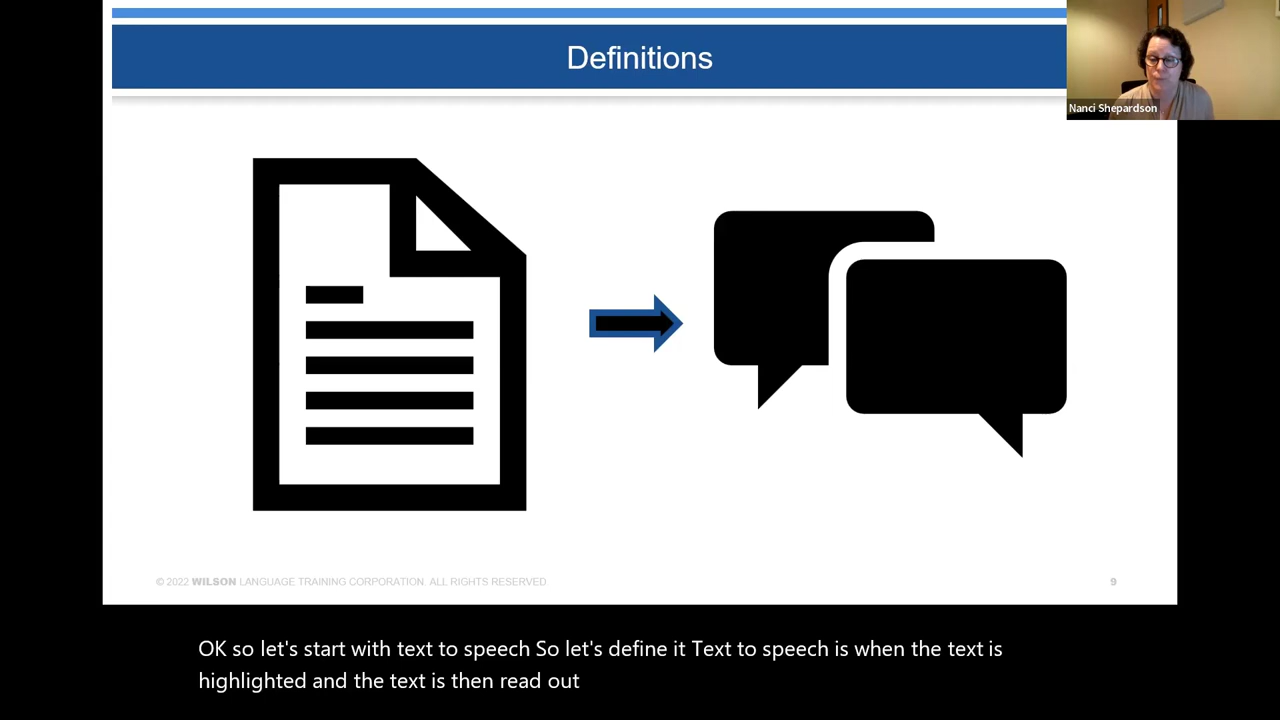 Definitions
Nanci Shepardson
© 2022 WILSON LANGUAGE TRAINING CORPORATION. ALL RIGHTS RESERVED
9
OK so let's start with text to speech So let's define it Text to speech is when the text is
highlighted and the text is then read out